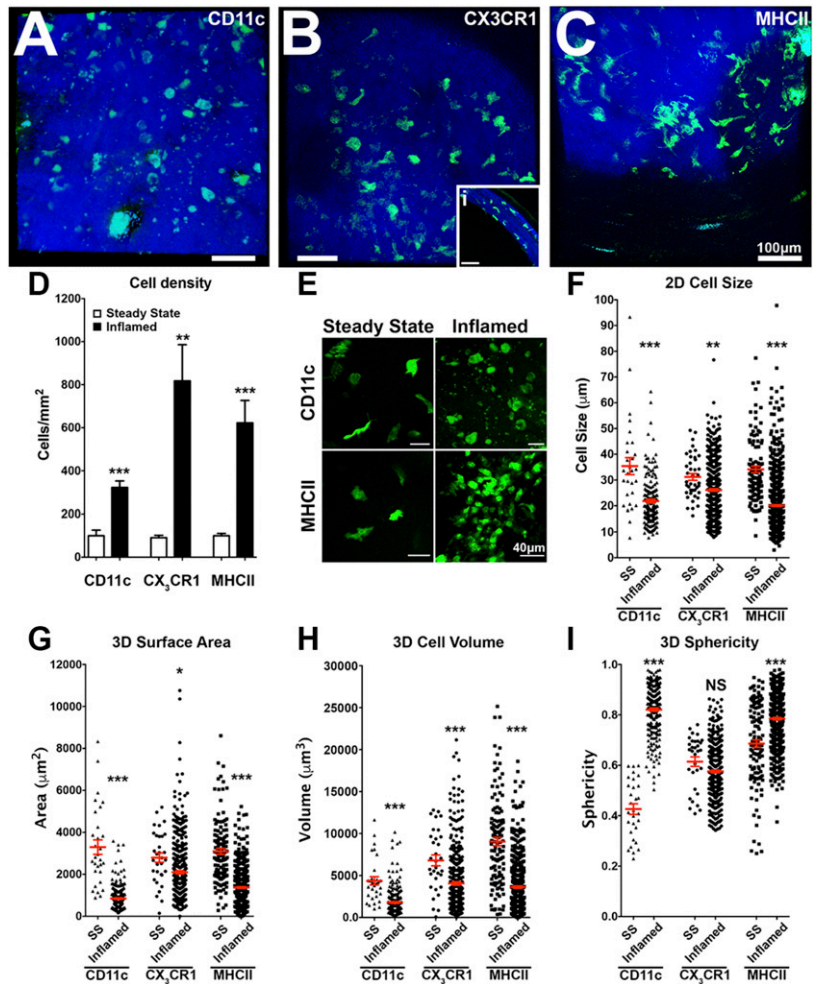 A
CD11c
B
CX3CR1
i
C
MHCII
100μm
D
Cell density
1200
1000
800
600
400
200
0
Cells/mm²
Steady State
Inflamed
***
**
***
CD11c
CX₃CR1
MHCII
E
Steady State
Inflamed
CD11c
MHCII
40μm
F
2D Cell Size
100
90
80
70
60
50
40
30
20
10
0
Cell Size (μm)
***
**
***
SS
Inflamed
SS
Inflamed
SS
Inflamed
CD11c
CX₃CR1
MHCII
G
3D Surface Area
12000
10000
8000
6000
4000
2000
0
Area (μm²)
***
*
***
SS
Inflamed
SS
Inflamed
SS
Inflamed
CD11c
CX₃CR1
MHCII
H
3D Cell Volume
30000
25000
20000
15000
10000
5000
0.0
Volume (μm³)
***
***
***
SS
Inflamed
SS
Inflamed
SS
Inflamed
CD11c
CX₃CR1
MHCII
I
3D Sphericity
1.0
0.8
0.6
0.4
0.2
0.0
Sphericity
***
NS
***
SS
Inflamed
SS
Inflamed
SS
Inflamed
CD11c
CX₃CR1
MHCII